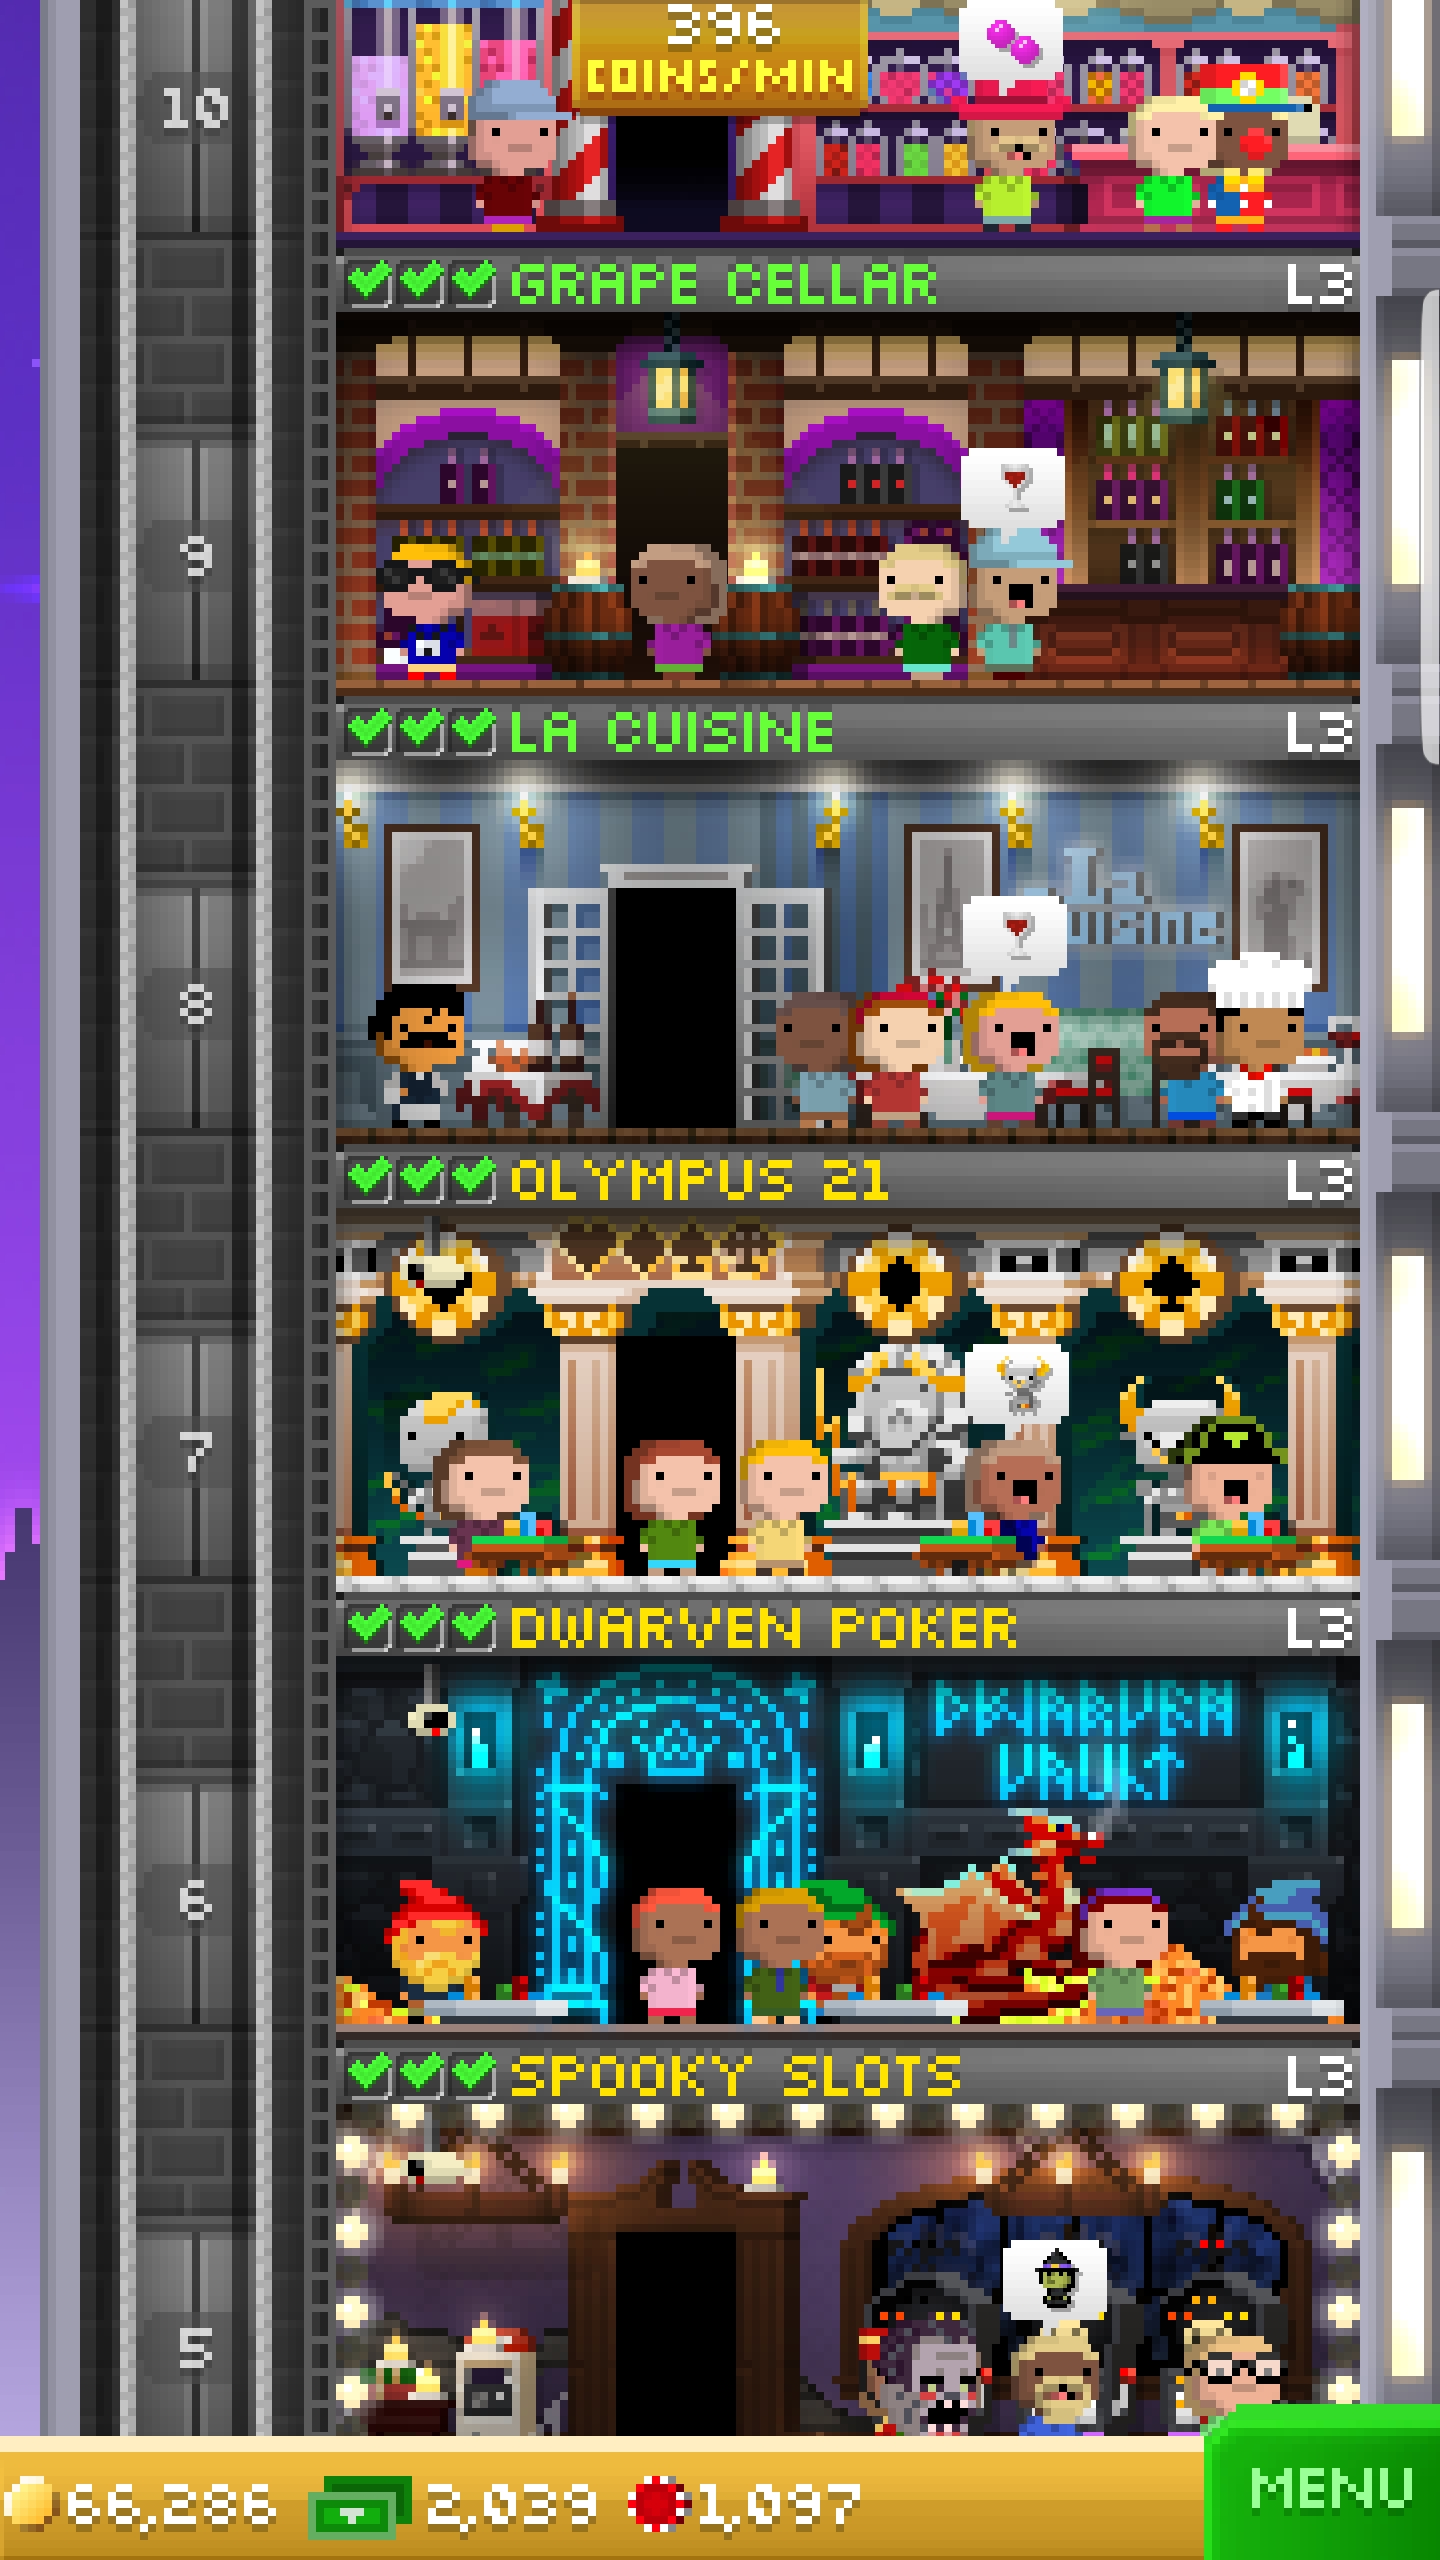 396
COINS/MIN
10
GRAPE CELLAR L3
9
LA CUISINE L3
La
8
OLYMPUS 21 L3
7
DWARVEN POKER L3
DWARVEN
VAULT
6
SPOOKY SLOTS L3
5
66,286 2,039 1,097
MENU